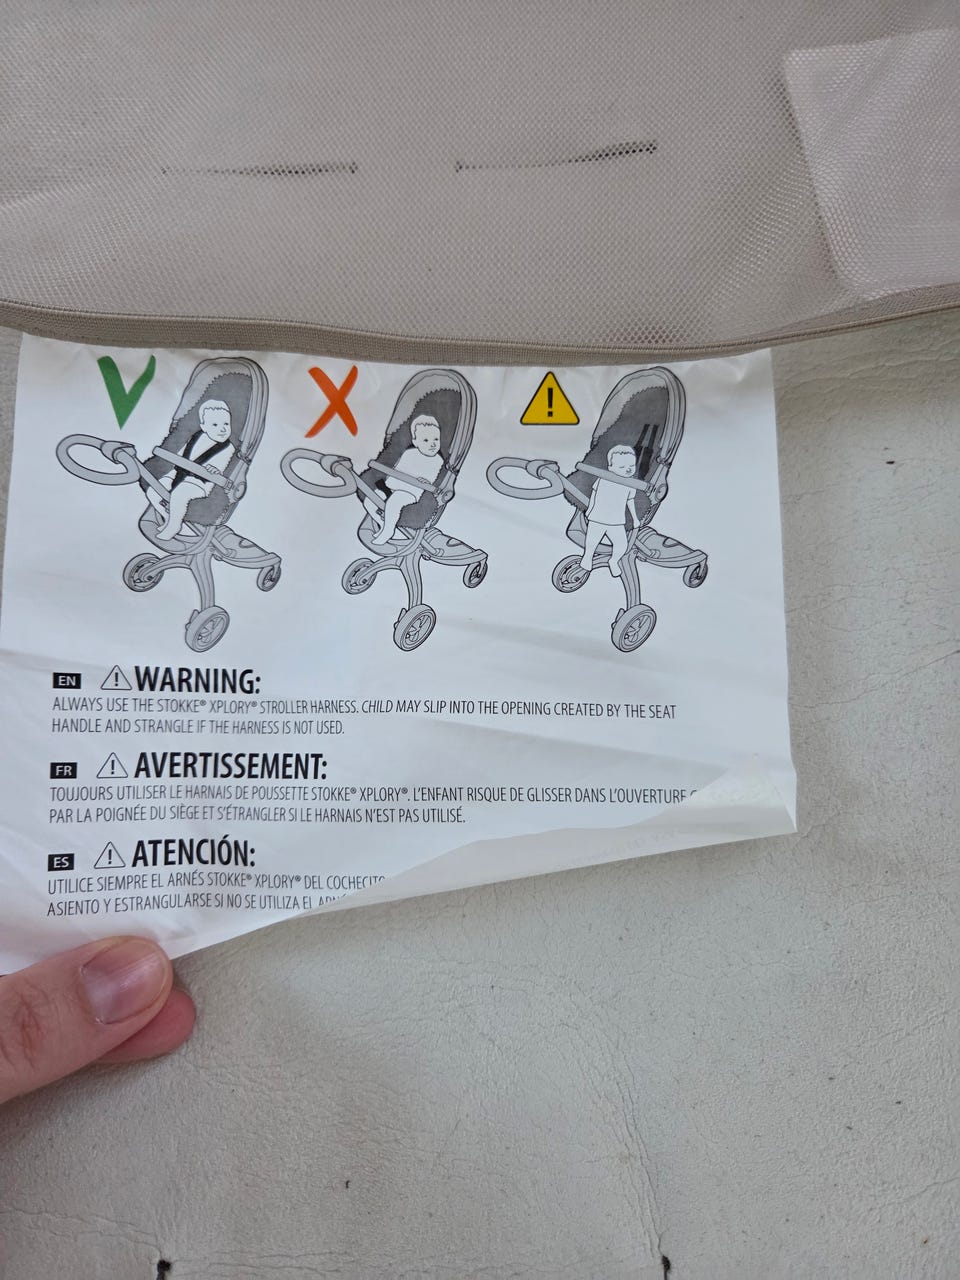 EN ⚠ WARNING:
ALWAYS USE THE STOKKE® XPLORY® STROLLER HARNESS. CHILD MAY SLIP INTO THE OPENING CREATED BY THE SEAT
HANDLE AND STRANGLE IF THE HARNESS IS NOT USED.
FR ⚠ AVERTISSEMENT:
TOUJOURS UTILISER LE HARNAIS DE POUSSETTE STOKKE® XPLORY®. L'ENFANT RISQUE DE GLISSER DANS L'OUVERTURE
PAR LA POIGNÉE DU SIÈGE ET S'ÉTRANGLER SI LE HARNAIS N'EST PAS UTILISÉ.
ES ⚠ ATENCIÓN:
UTILICE SIEMPRE EL ARNÉS STOKKE® XPLORY® DEL COCHECITO
ASIENTO Y ESTRANGULARSE SI NO SE UTILIZA EL